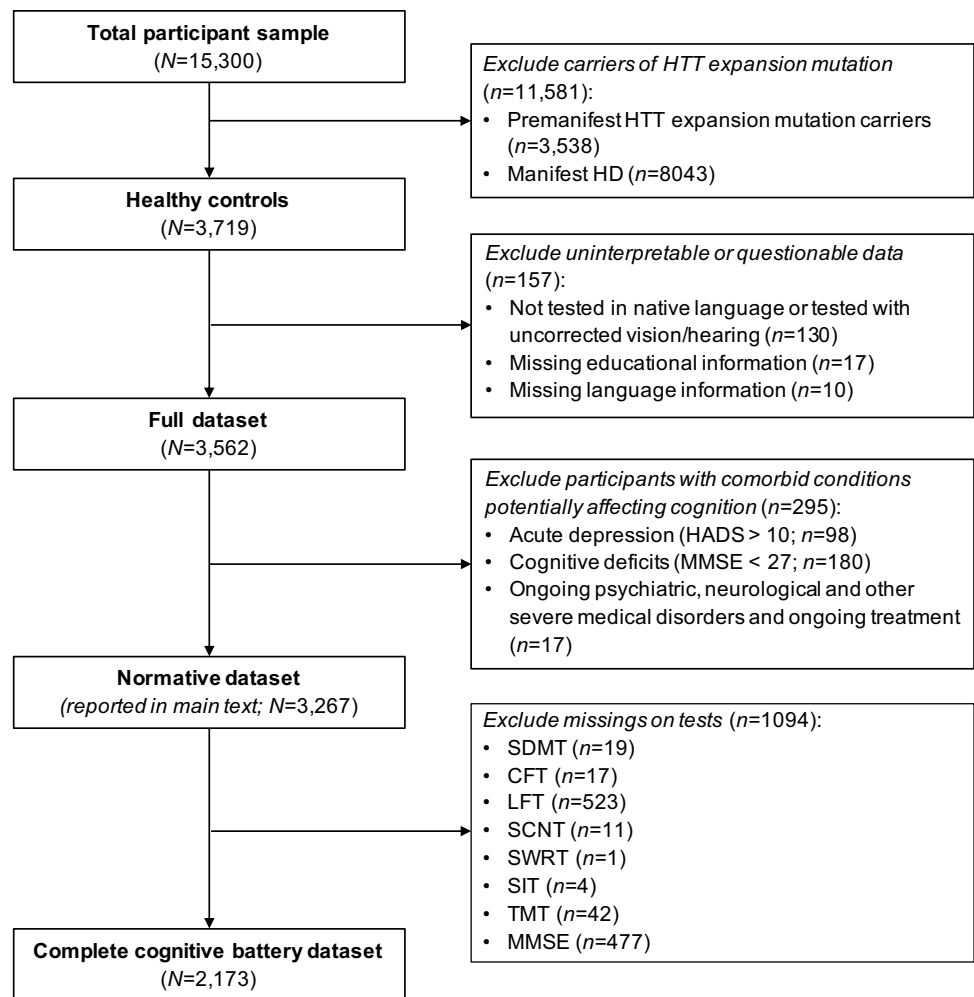 Total participant sample
(N=15,300)
Exclude carriers of HTT expansion mutation
(n=11,581):
• Premanifest HTT expansion mutation carriers
(n=3,538)
• Manifest HD (n=8043)
Healthy controls
(N=3,719)
Exclude uninterpretable or questionable data
(n=157):
• Not tested in native language or tested with
uncorrected vision/hearing (n=130)
• Missing educational information (n=17)
• Missing language information (n=10)
Full dataset
(N=3,562)
Exclude participants with comorbid conditions
potentially affecting cognition (n=295):
• Acute depression (HADS > 10; n=98)
• Cognitive deficits (MMSE < 27; n=180)
• Ongoing psychiatric, neurological and other
severe medical disorders and ongoing treatment
(n=17)
Normative dataset
(reported in main text; N=3,267)
Exclude missings on tests (n=1094):
• SDMT (n=19)
• CFT (n=17)
• LFT (n=523)
• SCNT (n=11)
• SWRT (n=1)
• SIT (n=4)
• TMT (n=42)
• MMSE (n=477)
Complete cognitive battery dataset
(N=2,173)